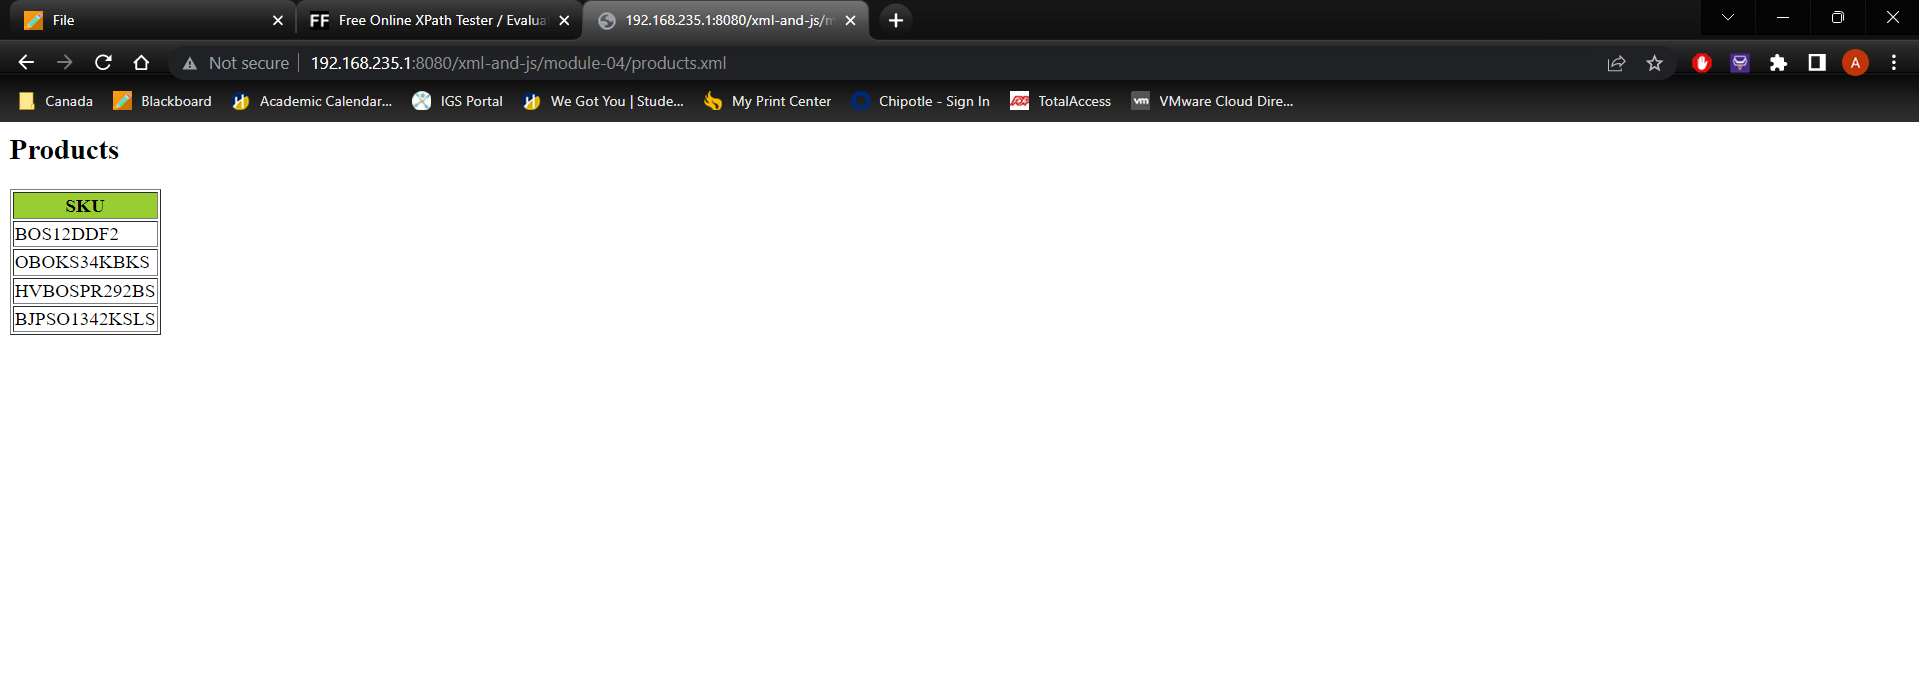 File
FF Free Online XPath Tester / Evalua
192.168.235.1:8080/xml-and-js/m
Not secure
192.168.235.1:8080/xml-and-js/module-04/products.xml
A
Canada
Blackboard
Academic Calendar...
IGS Portal
We Got You | Stude...
My Print Center
Chipotle - Sign In
ADP TotalAccess
vm VMware Cloud Dire...
Products
SKU
BOS12DDF2
OBOKS34KBKS
HVBOSPR292BS
BJPSO1342KSLS